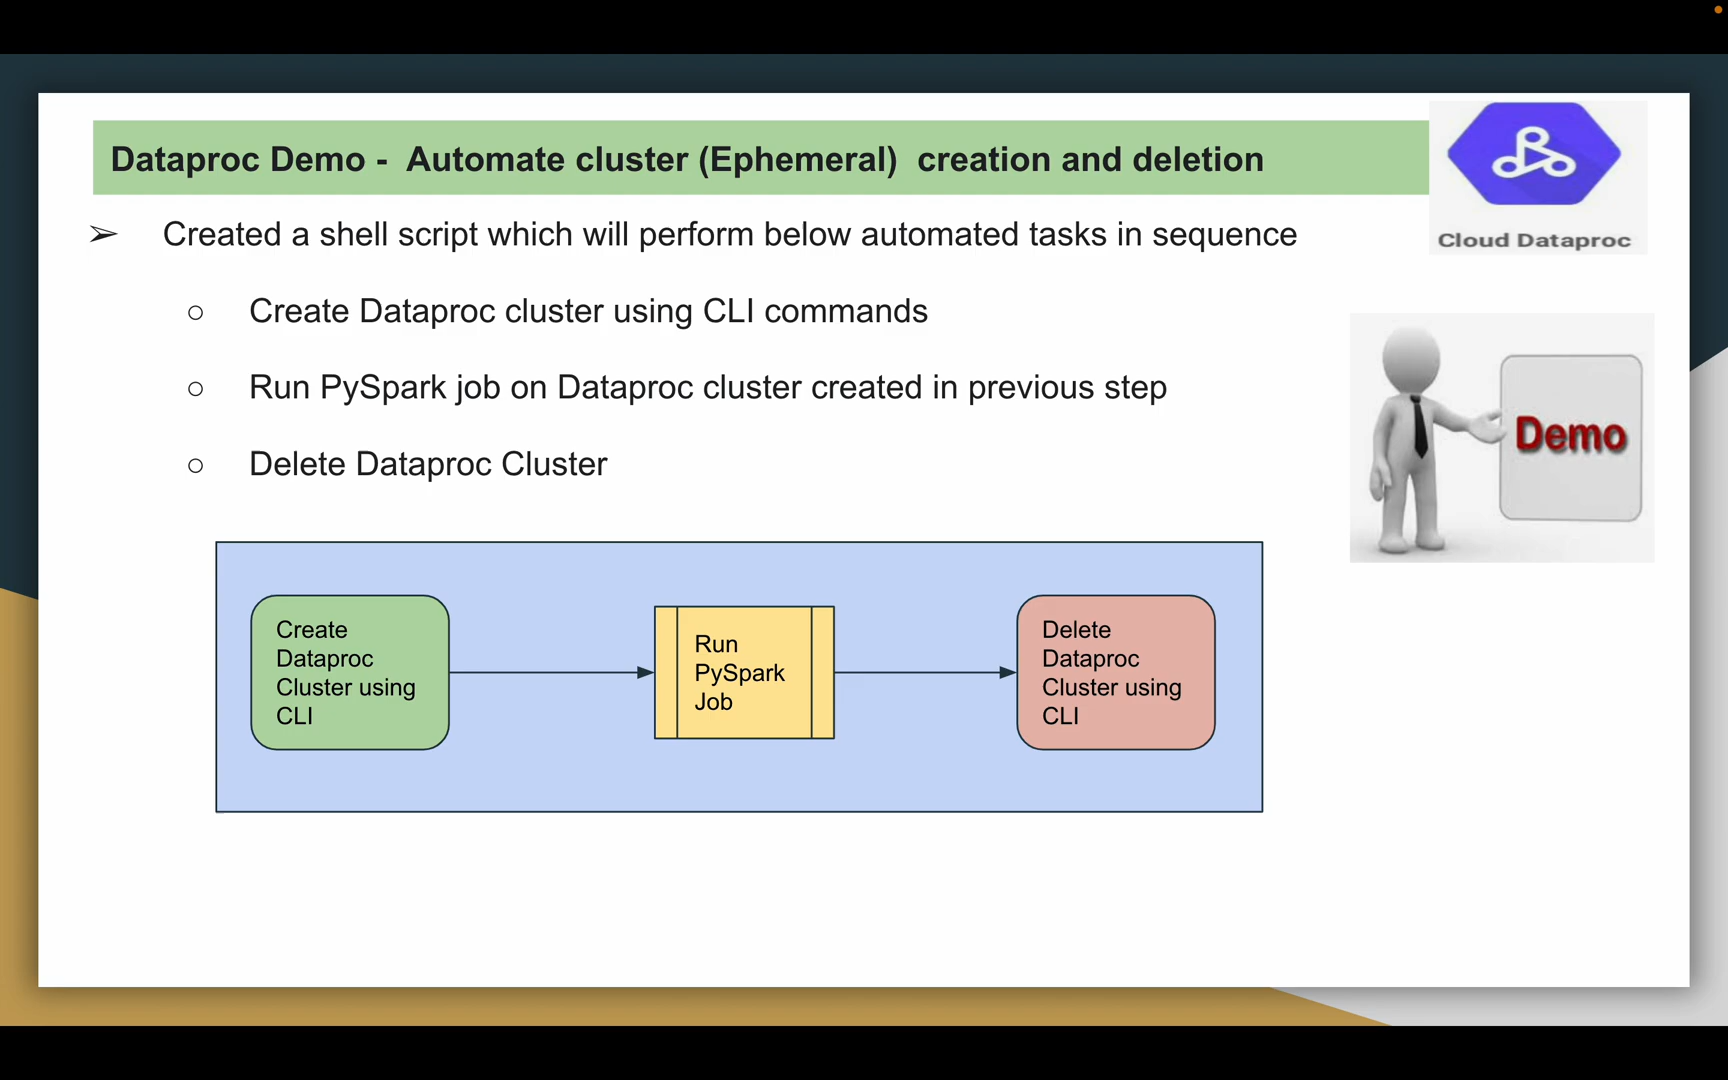 Dataproc Demo -  Automate cluster (Ephemeral)  creation and deletion
Cloud Dataproc
➢ Created a shell script which will perform below automated tasks in sequence
○ Create Dataproc cluster using CLI commands
○ Run PySpark job on Dataproc cluster created in previous step
○ Delete Dataproc Cluster
Demo
Create
Dataproc
Cluster using
CLI
Run
PySpark
Job
Delete
Dataproc
Cluster using
CLI